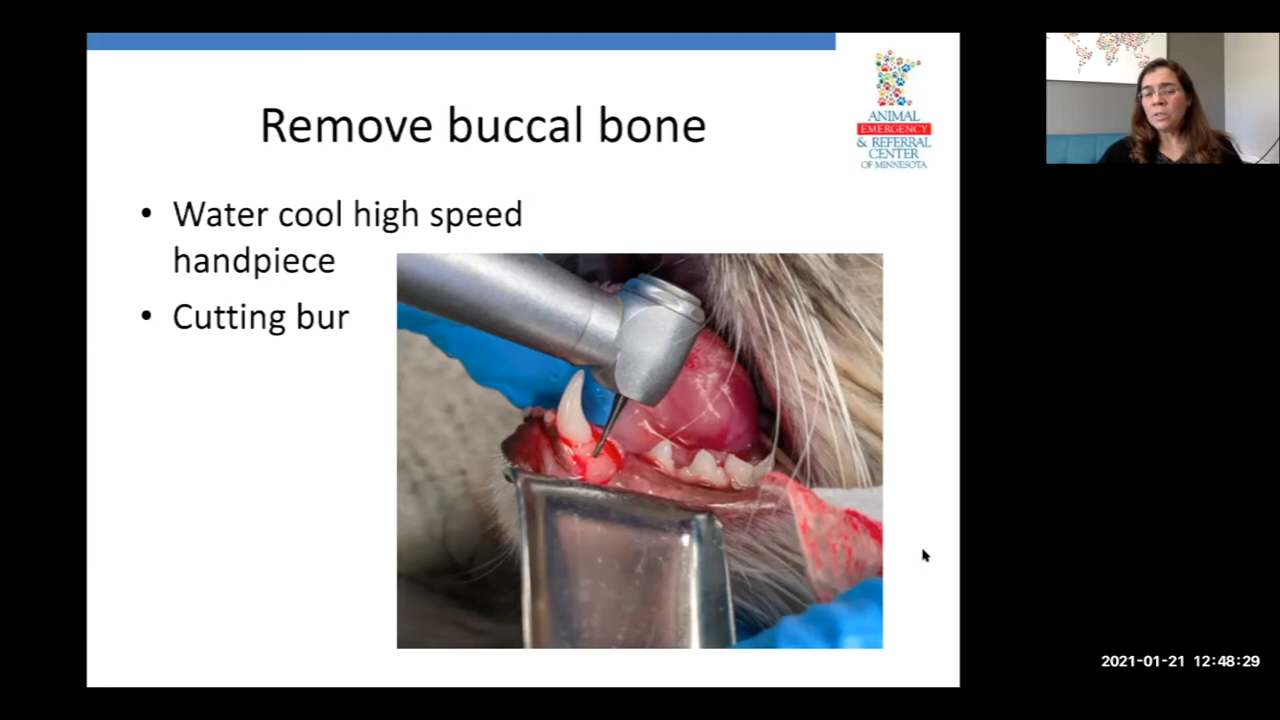 Remove buccal bone
ANIMAL
EMERGENCY
& REFERRAL
CENTER
OF MINNESOTA
• Water cool high speed
handpiece
• Cutting bur
2021-01-21 12:48:29